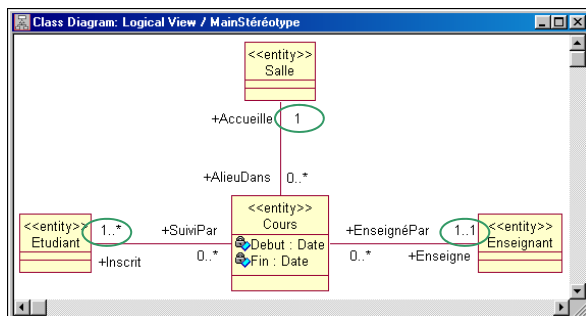 Class Diagram: Logical View / MainStéréotype
<<entity>>
Salle
+Accueille 1
+AlieuDans 0..*
<<entity>>
Etudiant
1..* +SuiviPar
+Inscrit 0..*
<<entity>>
Cours
Debut : Date
Fin : Date
+EnseignéPar 1..1
0..* +Enseigne
<<entity>>
Enseignant